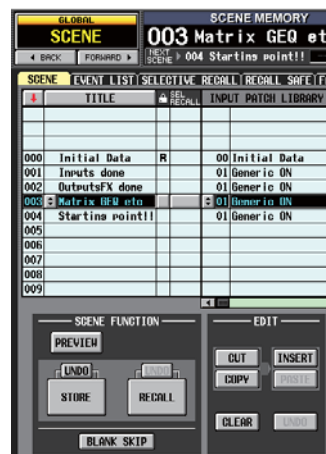 GLOBAL
SCENE
SCENE MEMORY
003 Matrix GEQ et
BACK FORWARD
NEXT SCENE 004 Starting point!!
SCENE EVENT LIST SELECTIVE RECALL RECALL SAFE F
TITLE SEL RECALL INPUT PATCH LIBRARY
000 Initial Data R 00 Initial Data
001 Inputs done 01 Generic ON
002 OutputsFX done 01 Generic ON
003 Matrix GEQ etc 01 Generic ON
004 Starting point!! 01 Generic ON
005
006
007
008
009
SCENE FUNCTION
EDIT
PREVIEW
UNDO UNDO
STORE RECALL
BLANK SKIP
CUT INSERT
COPY PASTE
CLEAR UNDO